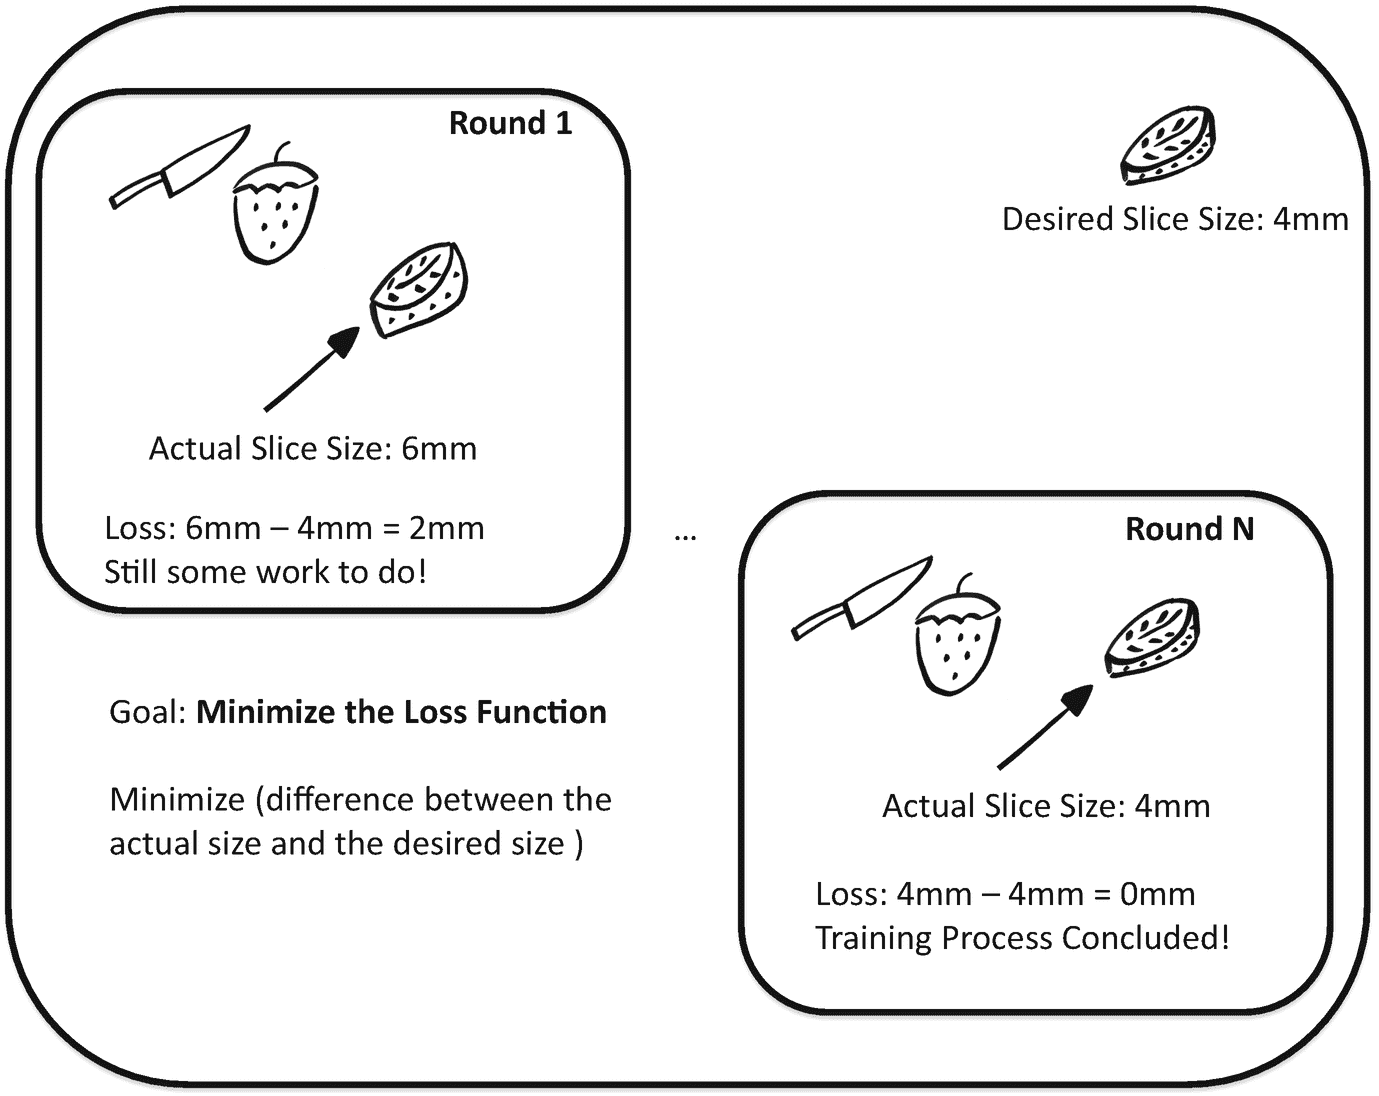 Round 1
Actual Slice Size: 6mm
Loss: 6mm – 4mm = 2mm
Still some work to do!
Desired Slice Size: 4mm
...
Goal: Minimize the Loss Function
Minimize (difference between the
actual size and the desired size )
Round N
Actual Slice Size: 4mm
Loss: 4mm – 4mm = 0mm
Training Process Concluded!